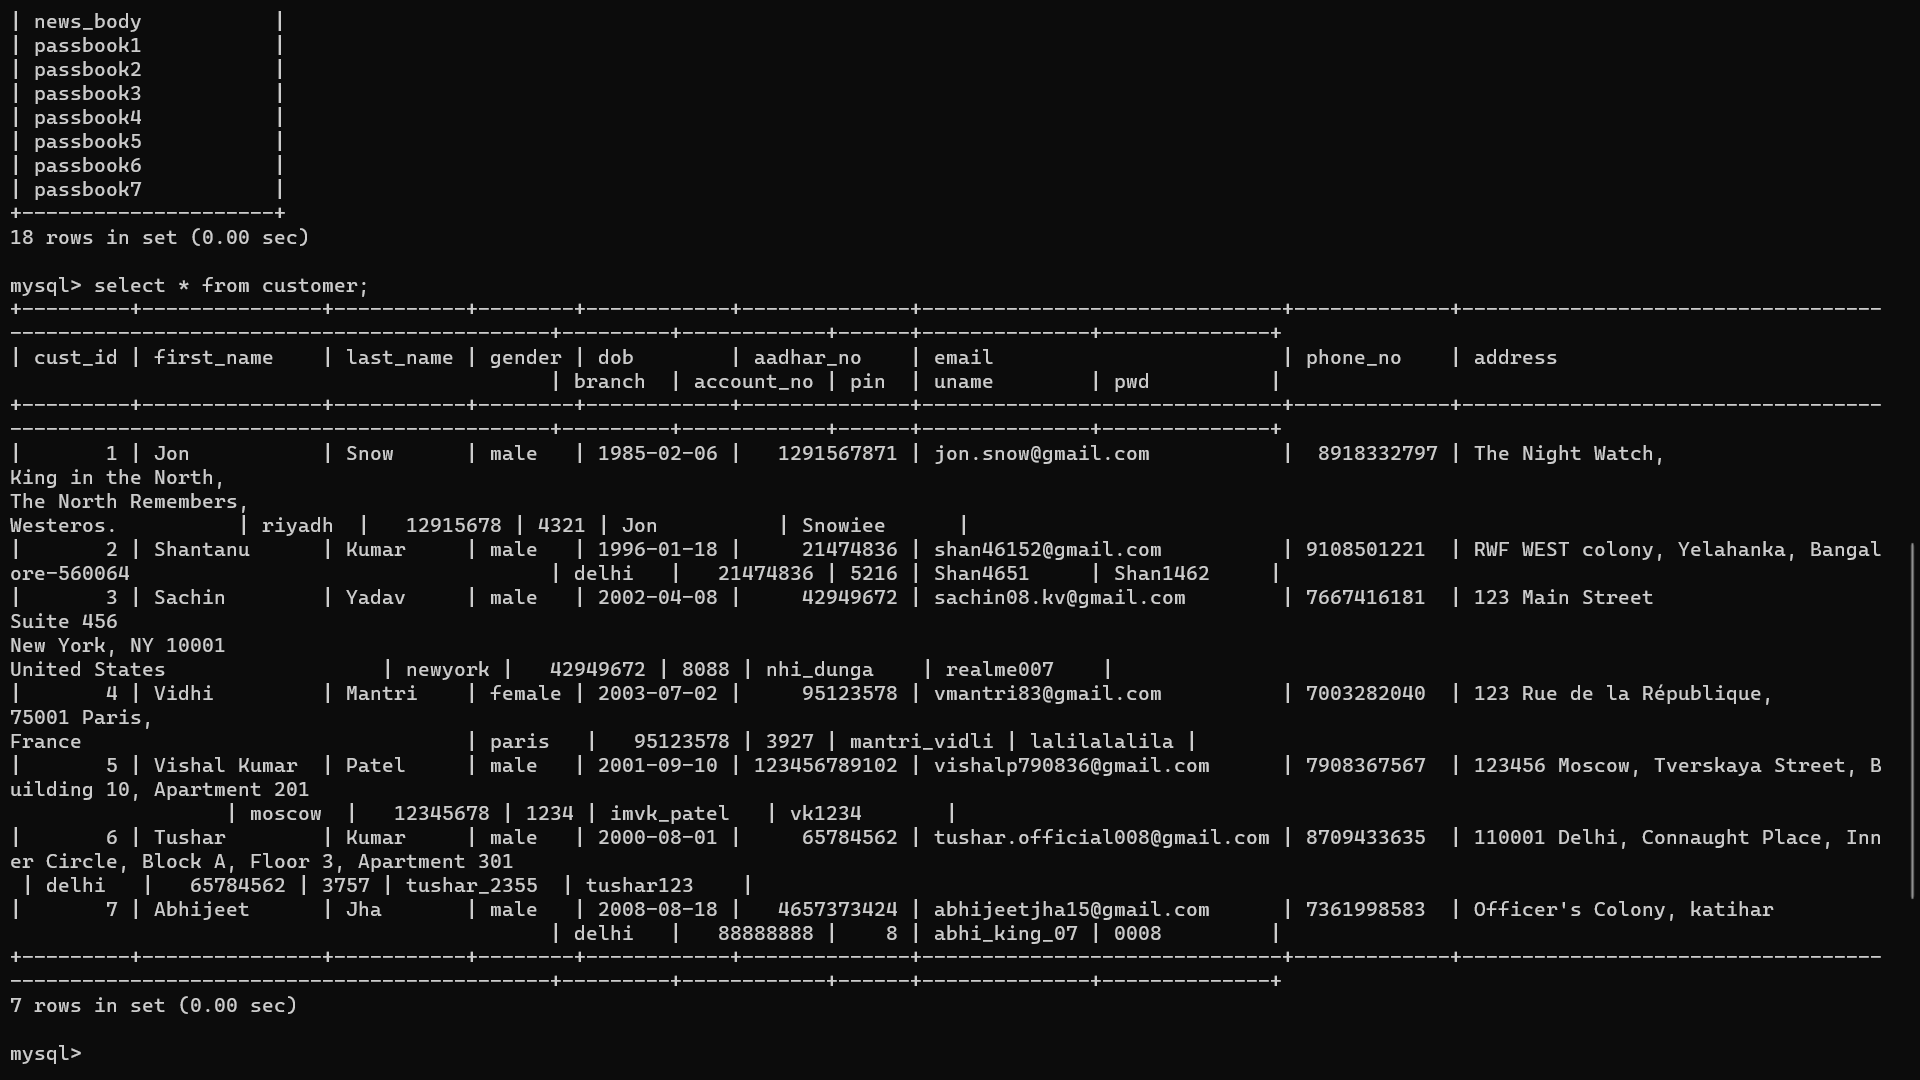 | news_body           |
| passbook1           |
| passbook2           |
| passbook3           |
| passbook4           |
| passbook5           |
| passbook6           |
| passbook7           |
+---------------------+
18 rows in set (0.00 sec)

mysql> select * from customer;
+---------+---------------+-----------+--------+------------+--------------+------------------------------+-------------+-----------------------------------
---------------------------------------------+---------+------------+------+--------------+--------------+
| cust_id | first_name    | last_name | gender | dob        | aadhar_no    | email                        | phone_no    | address
                                             | branch  | account_no | pin  | uname        | pwd          |
+---------+---------------+-----------+--------+------------+--------------+------------------------------+-------------+-----------------------------------
---------------------------------------------+---------+------------+------+--------------+--------------+
|       1 | Jon           | Snow      | male   | 1985-02-06 |   1291567871 | jon.snow@gmail.com           |  8918332797 | The Night Watch,
King in the North,
The North Remembers,
Westeros.          | riyadh  |   12915678 | 4321 | Jon          | Snowiee      |
|       2 | Shantanu      | Kumar     | male   | 1996-01-18 |     21474836 | shan46152@gmail.com          | 9108501221  | RWF WEST colony, Yelahanka, Bangal
ore-560064                                   | delhi   |   21474836 | 5216 | Shan4651     | Shan1462     |
|       3 | Sachin        | Yadav     | male   | 2002-04-08 |     42949672 | sachin08.kv@gmail.com        | 7667416181  | 123 Main Street
Suite 456
New York, NY 10001
United States                  | newyork |   42949672 | 8088 | nhi_dunga    | realme007    |
|       4 | Vidhi         | Mantri    | female | 2003-07-02 |     95123578 | vmantri83@gmail.com          | 7003282040  | 123 Rue de la République,
75001 Paris,
France                                | paris   |   95123578 | 3927 | mantri_vidli | lalilalalila |
|       5 | Vishal Kumar  | Patel     | male   | 2001-09-10 | 123456789102 | vishalp790836@gmail.com      | 7908367567  | 123456 Moscow, Tverskaya Street, B
uilding 10, Apartment 201
                  | moscow  |   12345678 | 1234 | imvk_patel   | vk1234       |
|       6 | Tushar        | Kumar     | male   | 2000-08-01 |     65784562 | tushar.official008@gmail.com | 8709433635  | 110001 Delhi, Connaught Place, Inn
er Circle, Block A, Floor 3, Apartment 301
 | delhi   |   65784562 | 3757 | tushar_2355  | tushar123    |
|       7 | Abhijeet      | Jha       | male   | 2008-08-18 |   4657373424 | abhijeetjha15@gmail.com      | 7361998583  | Officer's Colony, katihar
                                             | delhi   |   88888888 |    8 | abhi_king_07 | 0008         |
+---------+---------------+-----------+--------+------------+--------------+------------------------------+-------------+-----------------------------------
---------------------------------------------+---------+------------+------+--------------+--------------+
7 rows in set (0.00 sec)

mysql>